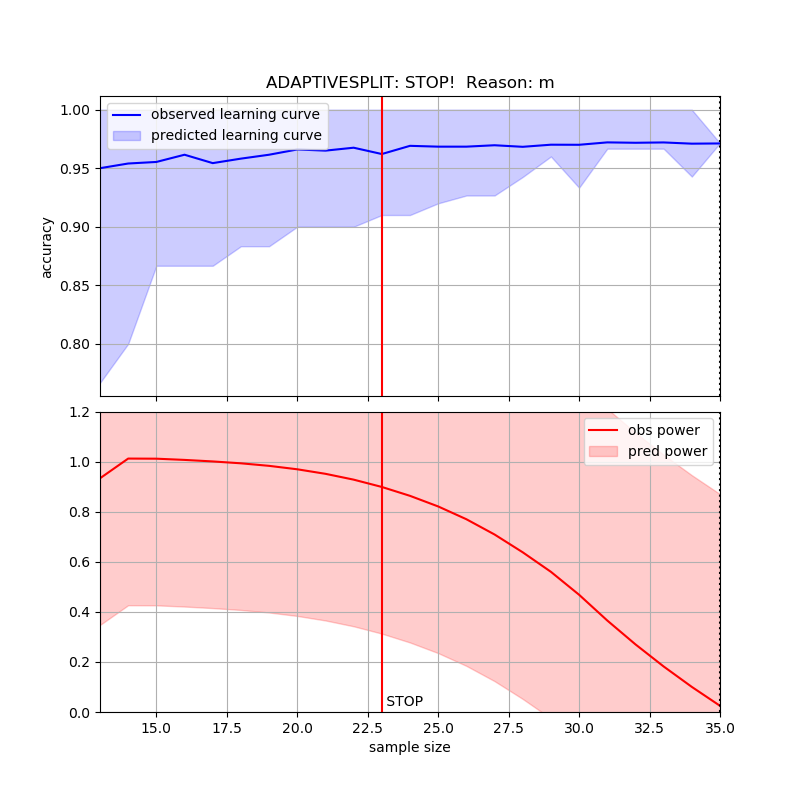 ADAPTIVESPLIT: STOP!  Reason: m
observed learning curve
predicted learning curve
1.00
0.95
0.90
0.85
0.80
accuracy
obs power
pred power
1.2
1.0
0.8
0.6
0.4
0.2
0.0
STOP
15.0 17.5 20.0 22.5 25.0 27.5 30.0 32.5 35.0
sample size